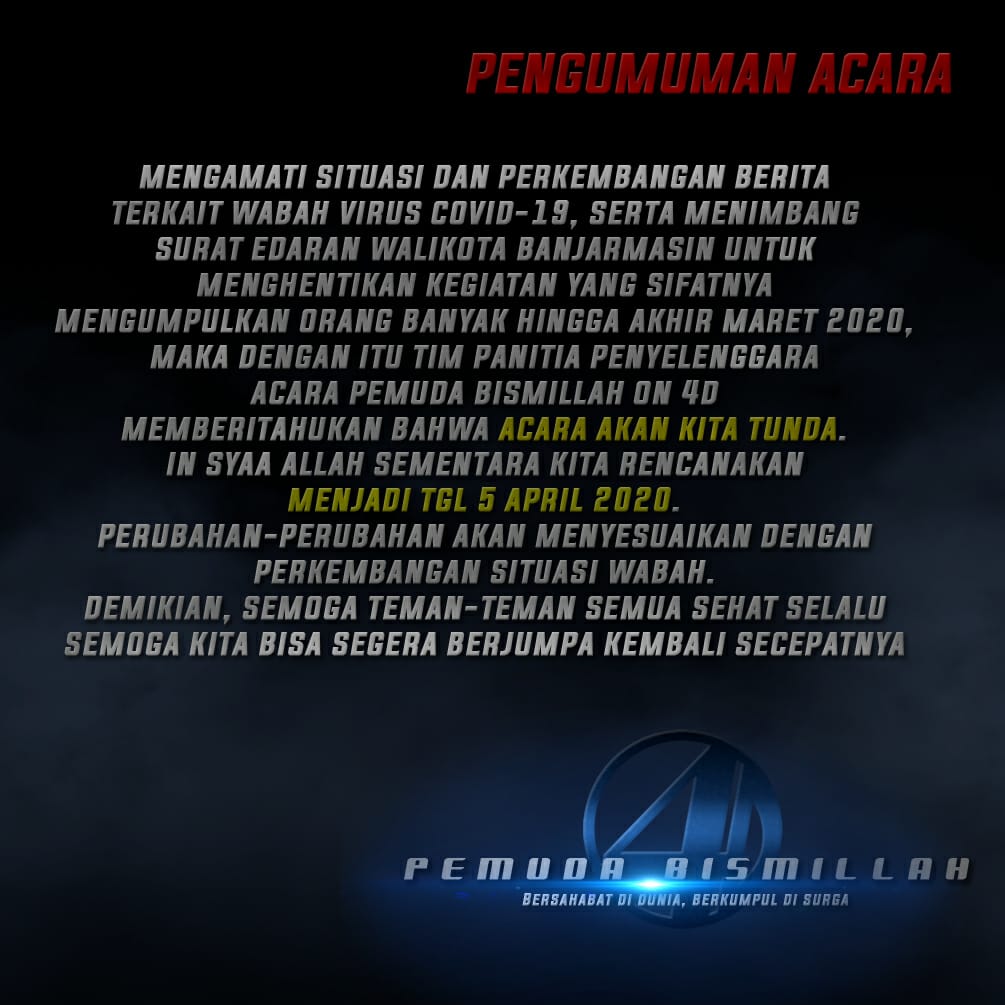 PENGUMUMAN ACARA
MENGAMATI SITUASI DAN PERKEMBANGAN BERITA
TERKAIT WABAH VIRUS COVID-19, SERTA MENIMBANG
SURAT EDARAN WALIKOTA BANJARMASIN UNTUK
MENGHENTIKAN KEGIATAN YANG SIFATNYA
MENGUMPULKAN ORANG BANYAK HINGGA AKHIR MARET 2020,
MAKA DENGAN ITU TIM PANITIA PENYELENGGARA
ACARA PEMUDA BISMILLAH ON 4D
MEMBERITAHUKAN BAHWA ACARA AKAN KITA TUNDA.
IN SYAA ALLAH SEMENTARA KITA RENCANAKAN
MENJADI TGL 5 APRIL 2020.
PERUBAHAN-PERUBAHAN AKAN MENYESUAIKAN DENGAN
PERKEMBANGAN SITUASI WABAH.
DEMIKIAN, SEMOGA TEMAN-TEMAN SEMUA SEHAT SELALU
SEMOGA KITA BISA SEGERA BERJUMPA KEMBALI SECEPATNYA
PEMUDA BISMILLAH
BERSAHABAT DI DUNIA, BERKUMPUL DI SURGA